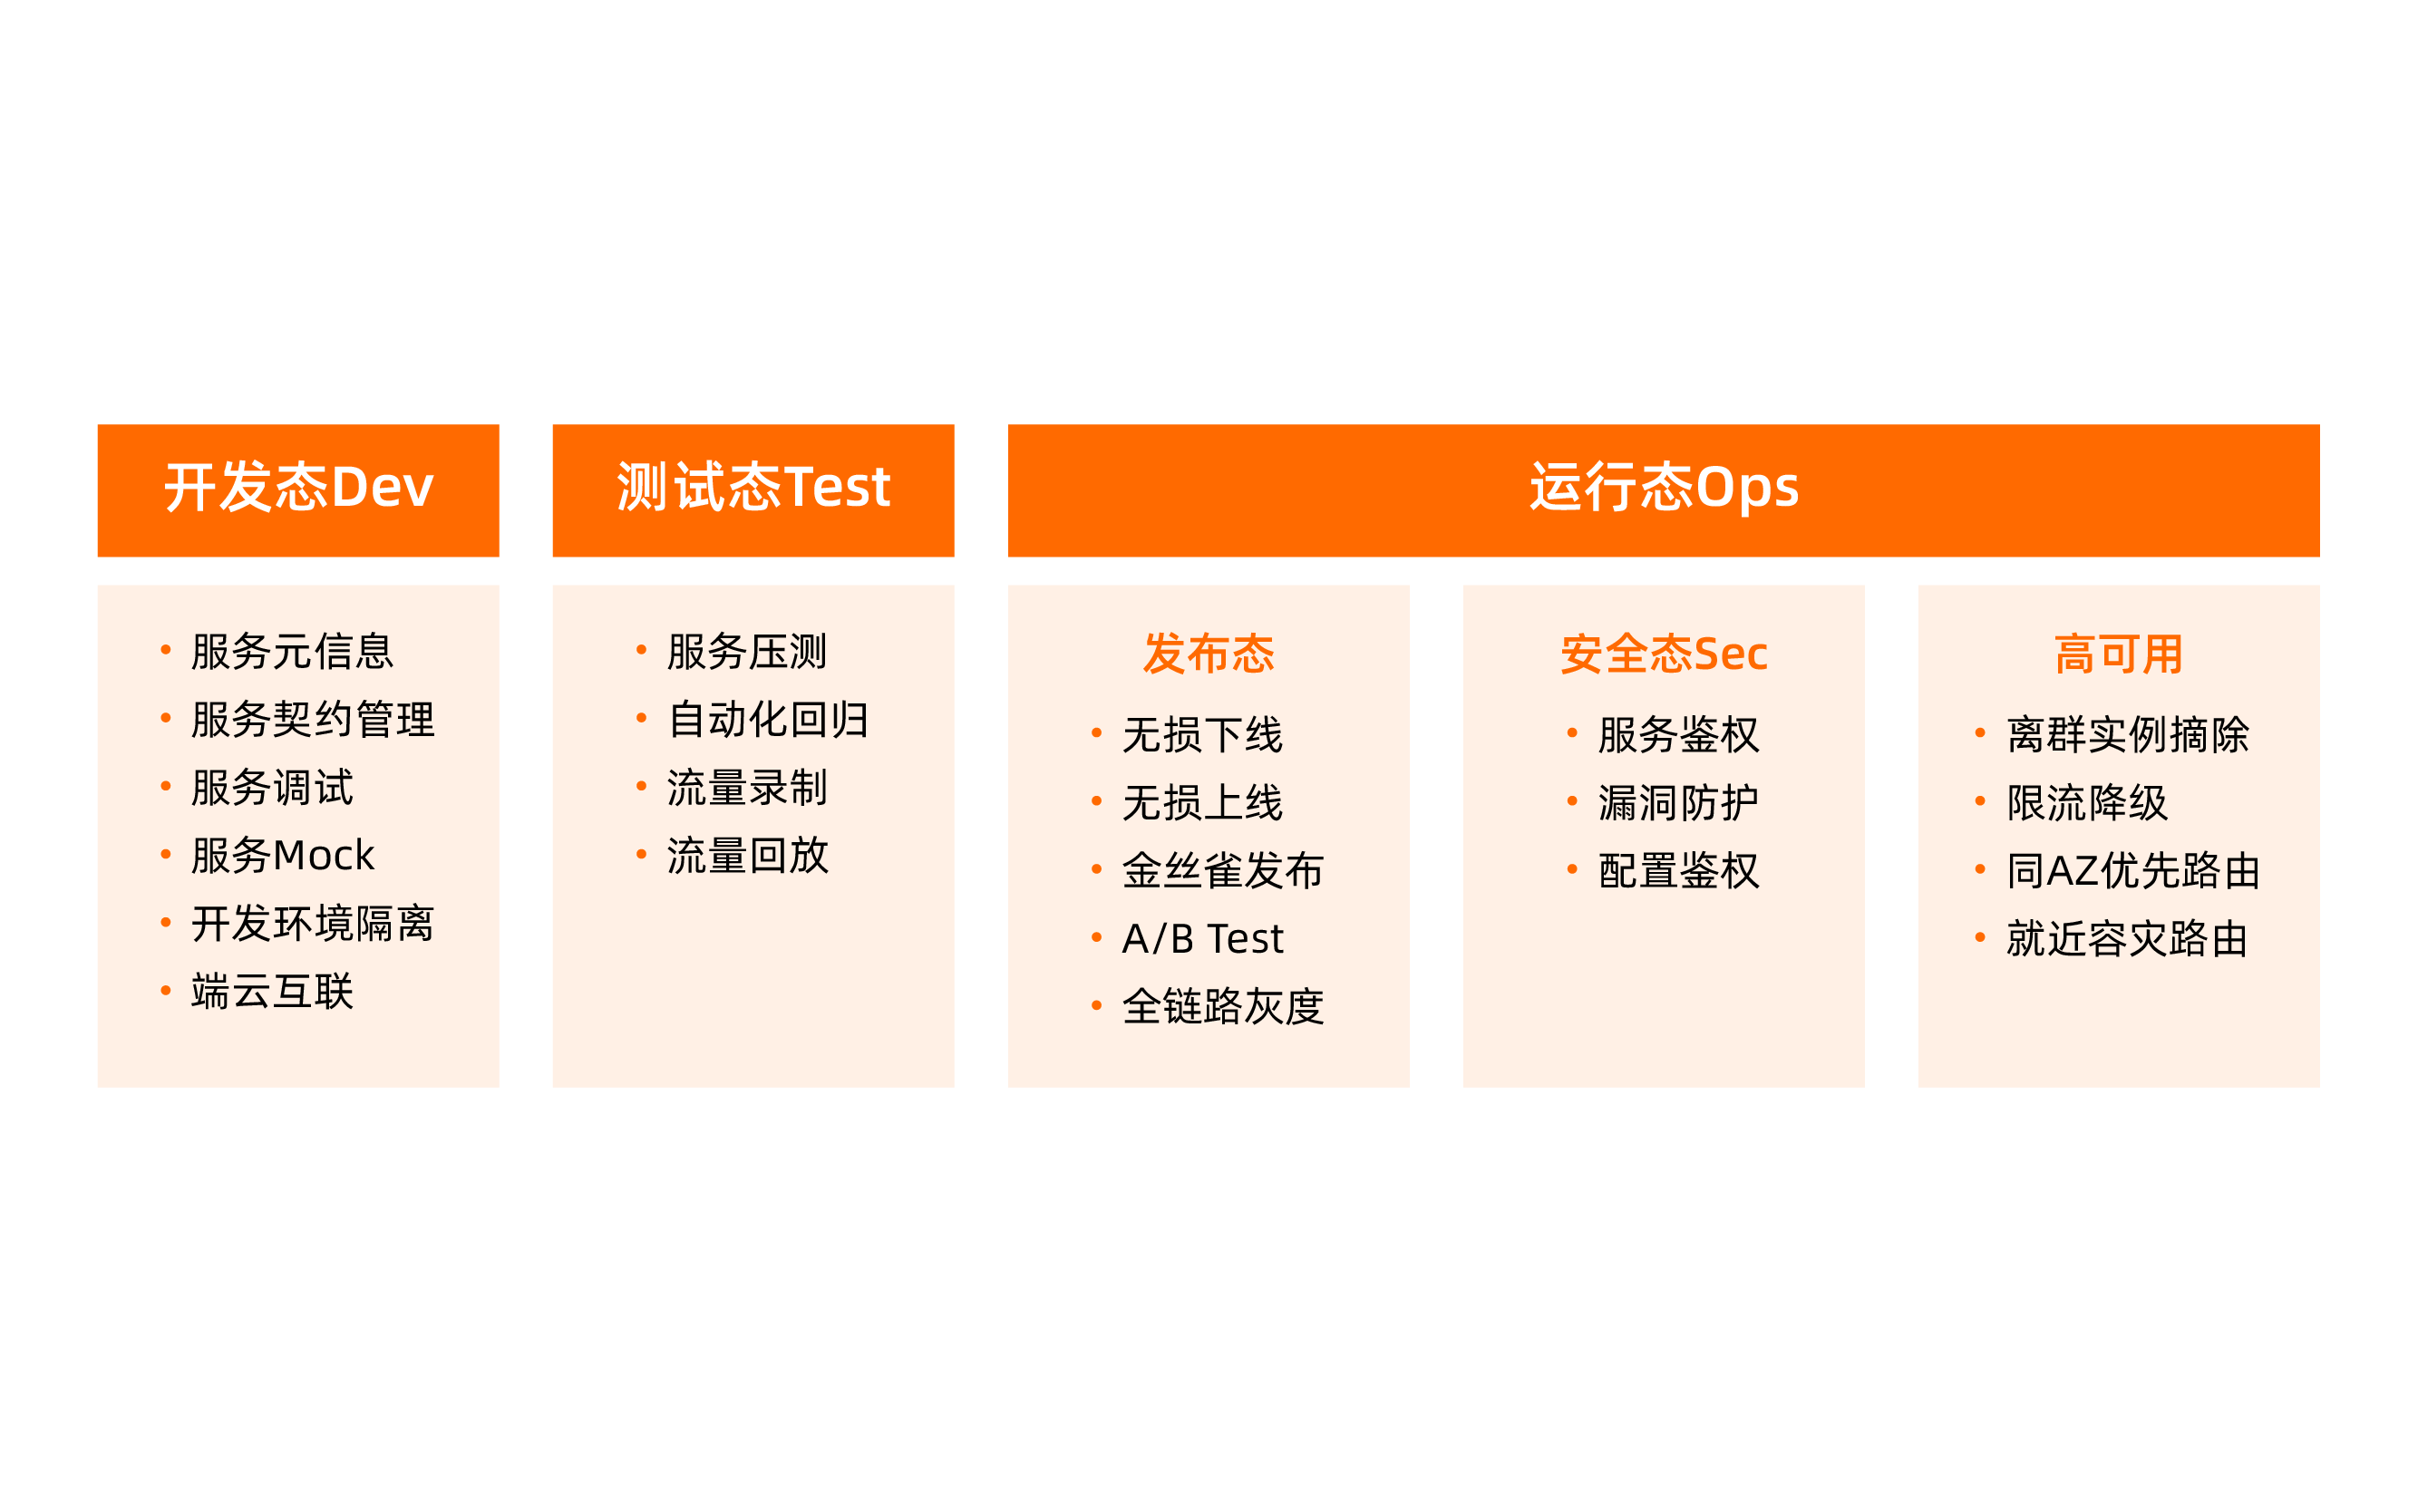 开发态Dev
测试态Test
运行态Ops
• 服务元信息
• 服务契约管理
• 服务调试
• 服务Mock
• 开发环境隔离
• 端云互联
• 服务压测
• 自动化回归
• 流量录制
• 流量回放
发布态
• 无损下线
• 无损上线
• 金丝雀发布
• A/B Test
• 全链路灰度
安全态Sec
• 服务鉴权
• 漏洞防护
• 配置鉴权
高可用
• 离群实例摘除
• 限流降级
• 同AZ优先路由
• 就近容灾路由